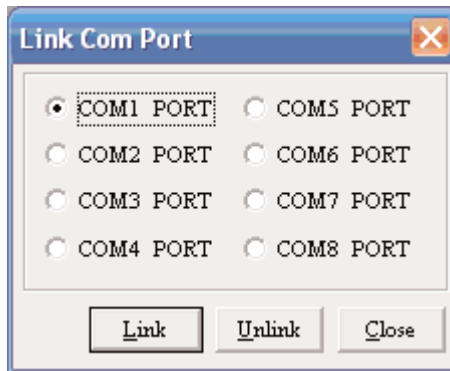 Link Com Port
COM1 PORT COM5 PORT
COM2 PORT COM6 PORT
COM3 PORT COM7 PORT
COM4 PORT COM8 PORT
Link Unlink Close